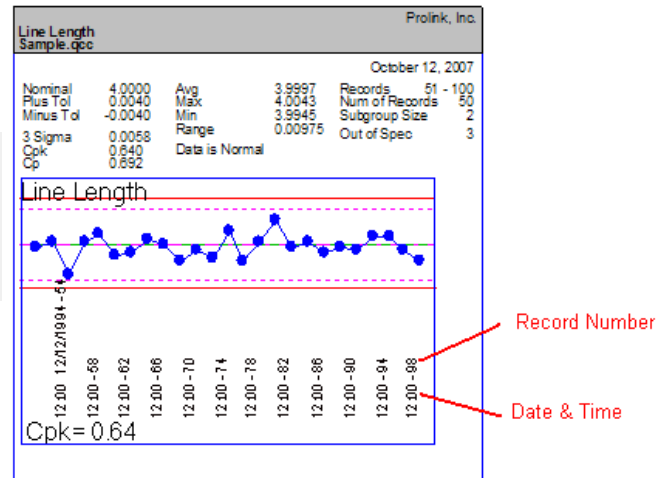 Prolink, Inc.
Line Length
Sample.qcc
October 12, 2007
Nominal 4.0000 Avg 3.9997 Records 51 - 100
Plus Tol 0.0040 Max 4.0043 Num of Records 50
Minus Tol -0.0040 Min 3.9945 Subgroup Size 2
3 Sigma 0.0058 Range 0.00975 Out of Spec 3
Cpk 0.640 Data is Normal
Cp 0.692
Line Length
12:00 12/12/1994 - 54
12:00 - 58
12:00 - 62
12:00 - 66
12:00 - 70
12:00 - 74
12:00 - 78
12:00 - 82
12:00 - 86
12:00 - 90
12:00 - 94
12:00 - 98
Cpk= 0.64
Record Number
Date & Time